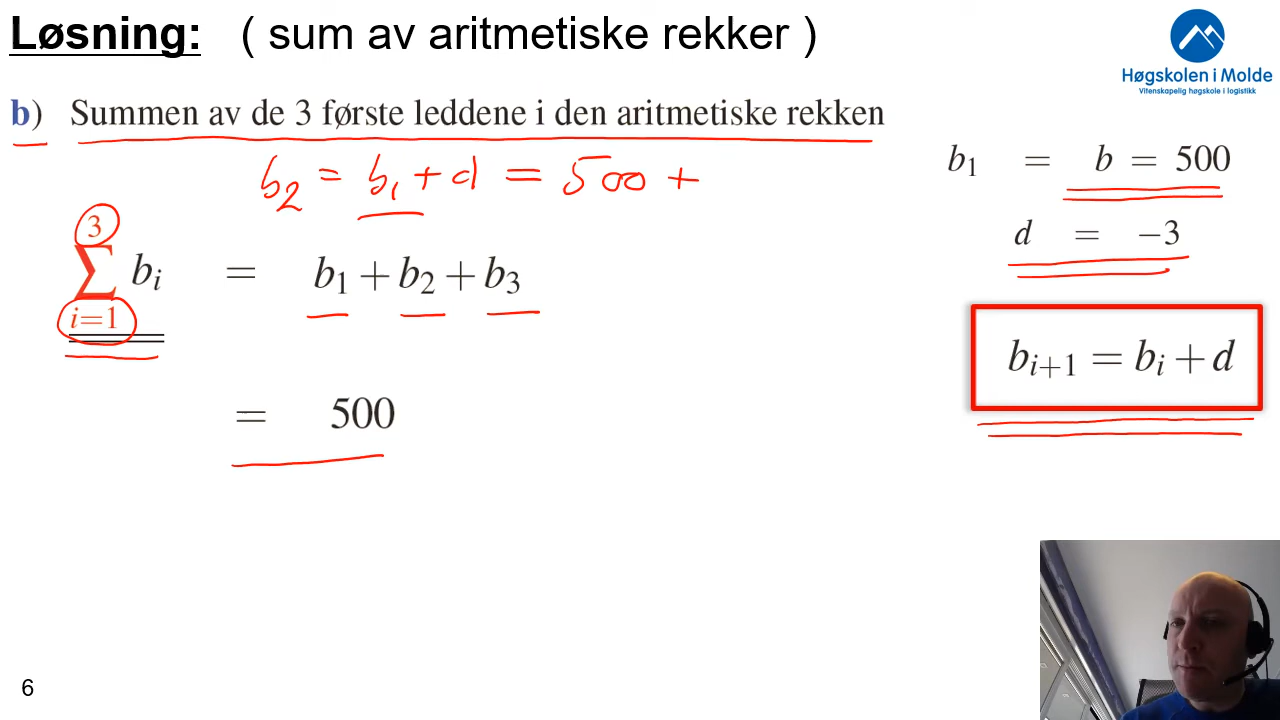 Løsning: ( sum av aritmetiske rekker )
Høgskolen i Molde
Vitenskapelig høgskole i logistikk
b) Summen av de 3 første leddene i den aritmetiske rekken
b₂ = b₁ + d = 500 +
b₁ = b = 500
d = −3
3
∑ bᵢ = b₁ + b₂ + b₃
i=1
bᵢ₊₁ = bᵢ + d
= 500
6